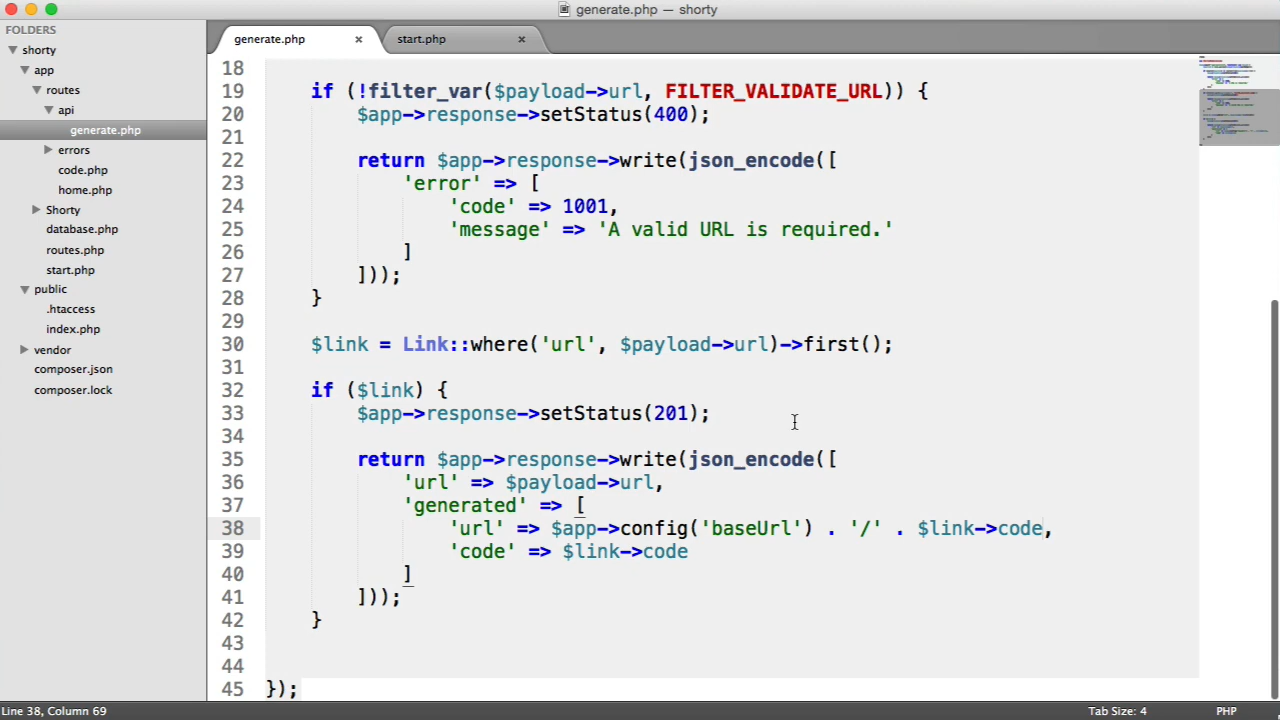 generate.php — shorty
FOLDERS
shorty
app
routes
api
generate.php
errors
code.php
home.php
Shorty
database.php
routes.php
start.php
public
.htaccess
index.php
vendor
composer.json
composer.lock
generate.php ×
start.php ×
18
19 if (!filter_var($payload->url, FILTER_VALIDATE_URL)) {
20 $app->response->setStatus(400);
21
22 return $app->response->write(json_encode([
23 'error' => [
24 'code' => 1001,
25 'message' => 'A valid URL is required.'
26 ]
27 ]));
28 }
29
30 $link = Link::where('url', $payload->url)->first();
31
32 if ($link) {
33 $app->response->setStatus(201);
34
35 return $app->response->write(json_encode([
36 'url' => $payload->url,
37 'generated' => [
38 'url' => $app->config('baseUrl') . '/' . $link->code,
39 'code' => $link->code
40 ]
41 ]));
42 }
43
44
45 });
Line 38, Column 69
Tab Size: 4
PHP